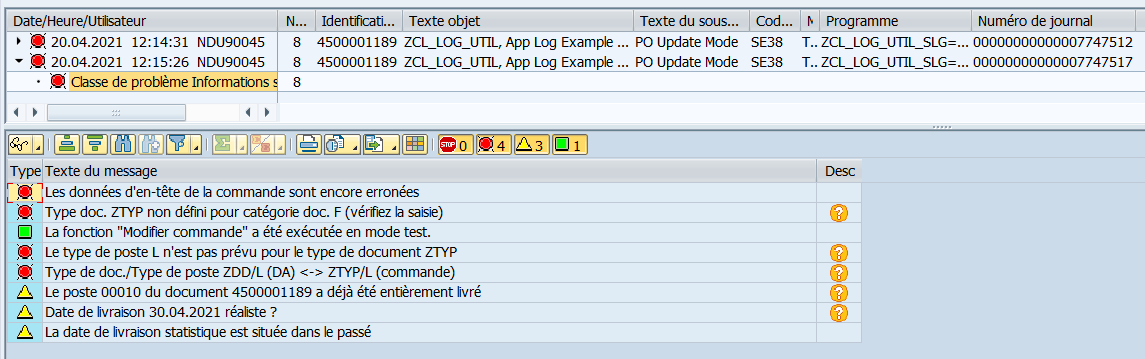 Date/Heure/Utilisateur N... Identificati... Texte objet Texte du sous... Cod... M Programme Numéro de journal
20.04.2021 12:14:31 NDU90045 8 4500001189 ZCL_LOG_UTIL, App Log Example ... PO Update Mode SE38 T.. ZCL_LOG_UTIL_SLG=... 00000000000007747512
20.04.2021 12:15:26 NDU90045 8 4500001189 ZCL_LOG_UTIL, App Log Example ... PO Update Mode SE38 T.. ZCL_LOG_UTIL_SLG=... 00000000000007747517
Classe de problème Informations s 8
STOP 0 4 3 1
Type Texte du message Desc
Les données d'en-tête de la commande sont encore erronées
Type doc. ZTYP non défini pour catégorie doc. F (vérifiez la saisie)
La fonction "Modifier commande" a été exécutée en mode test.
Le type de poste L n'est pas prévu pour le type de document ZTYP
Type de doc./Type de poste ZDD/L (DA) <-> ZTYP/L (commande)
Le poste 00010 du document 4500001189 a déjà été entièrement livré
Date de livraison 30.04.2021 réaliste ?
La date de livraison statistique est située dans le passé